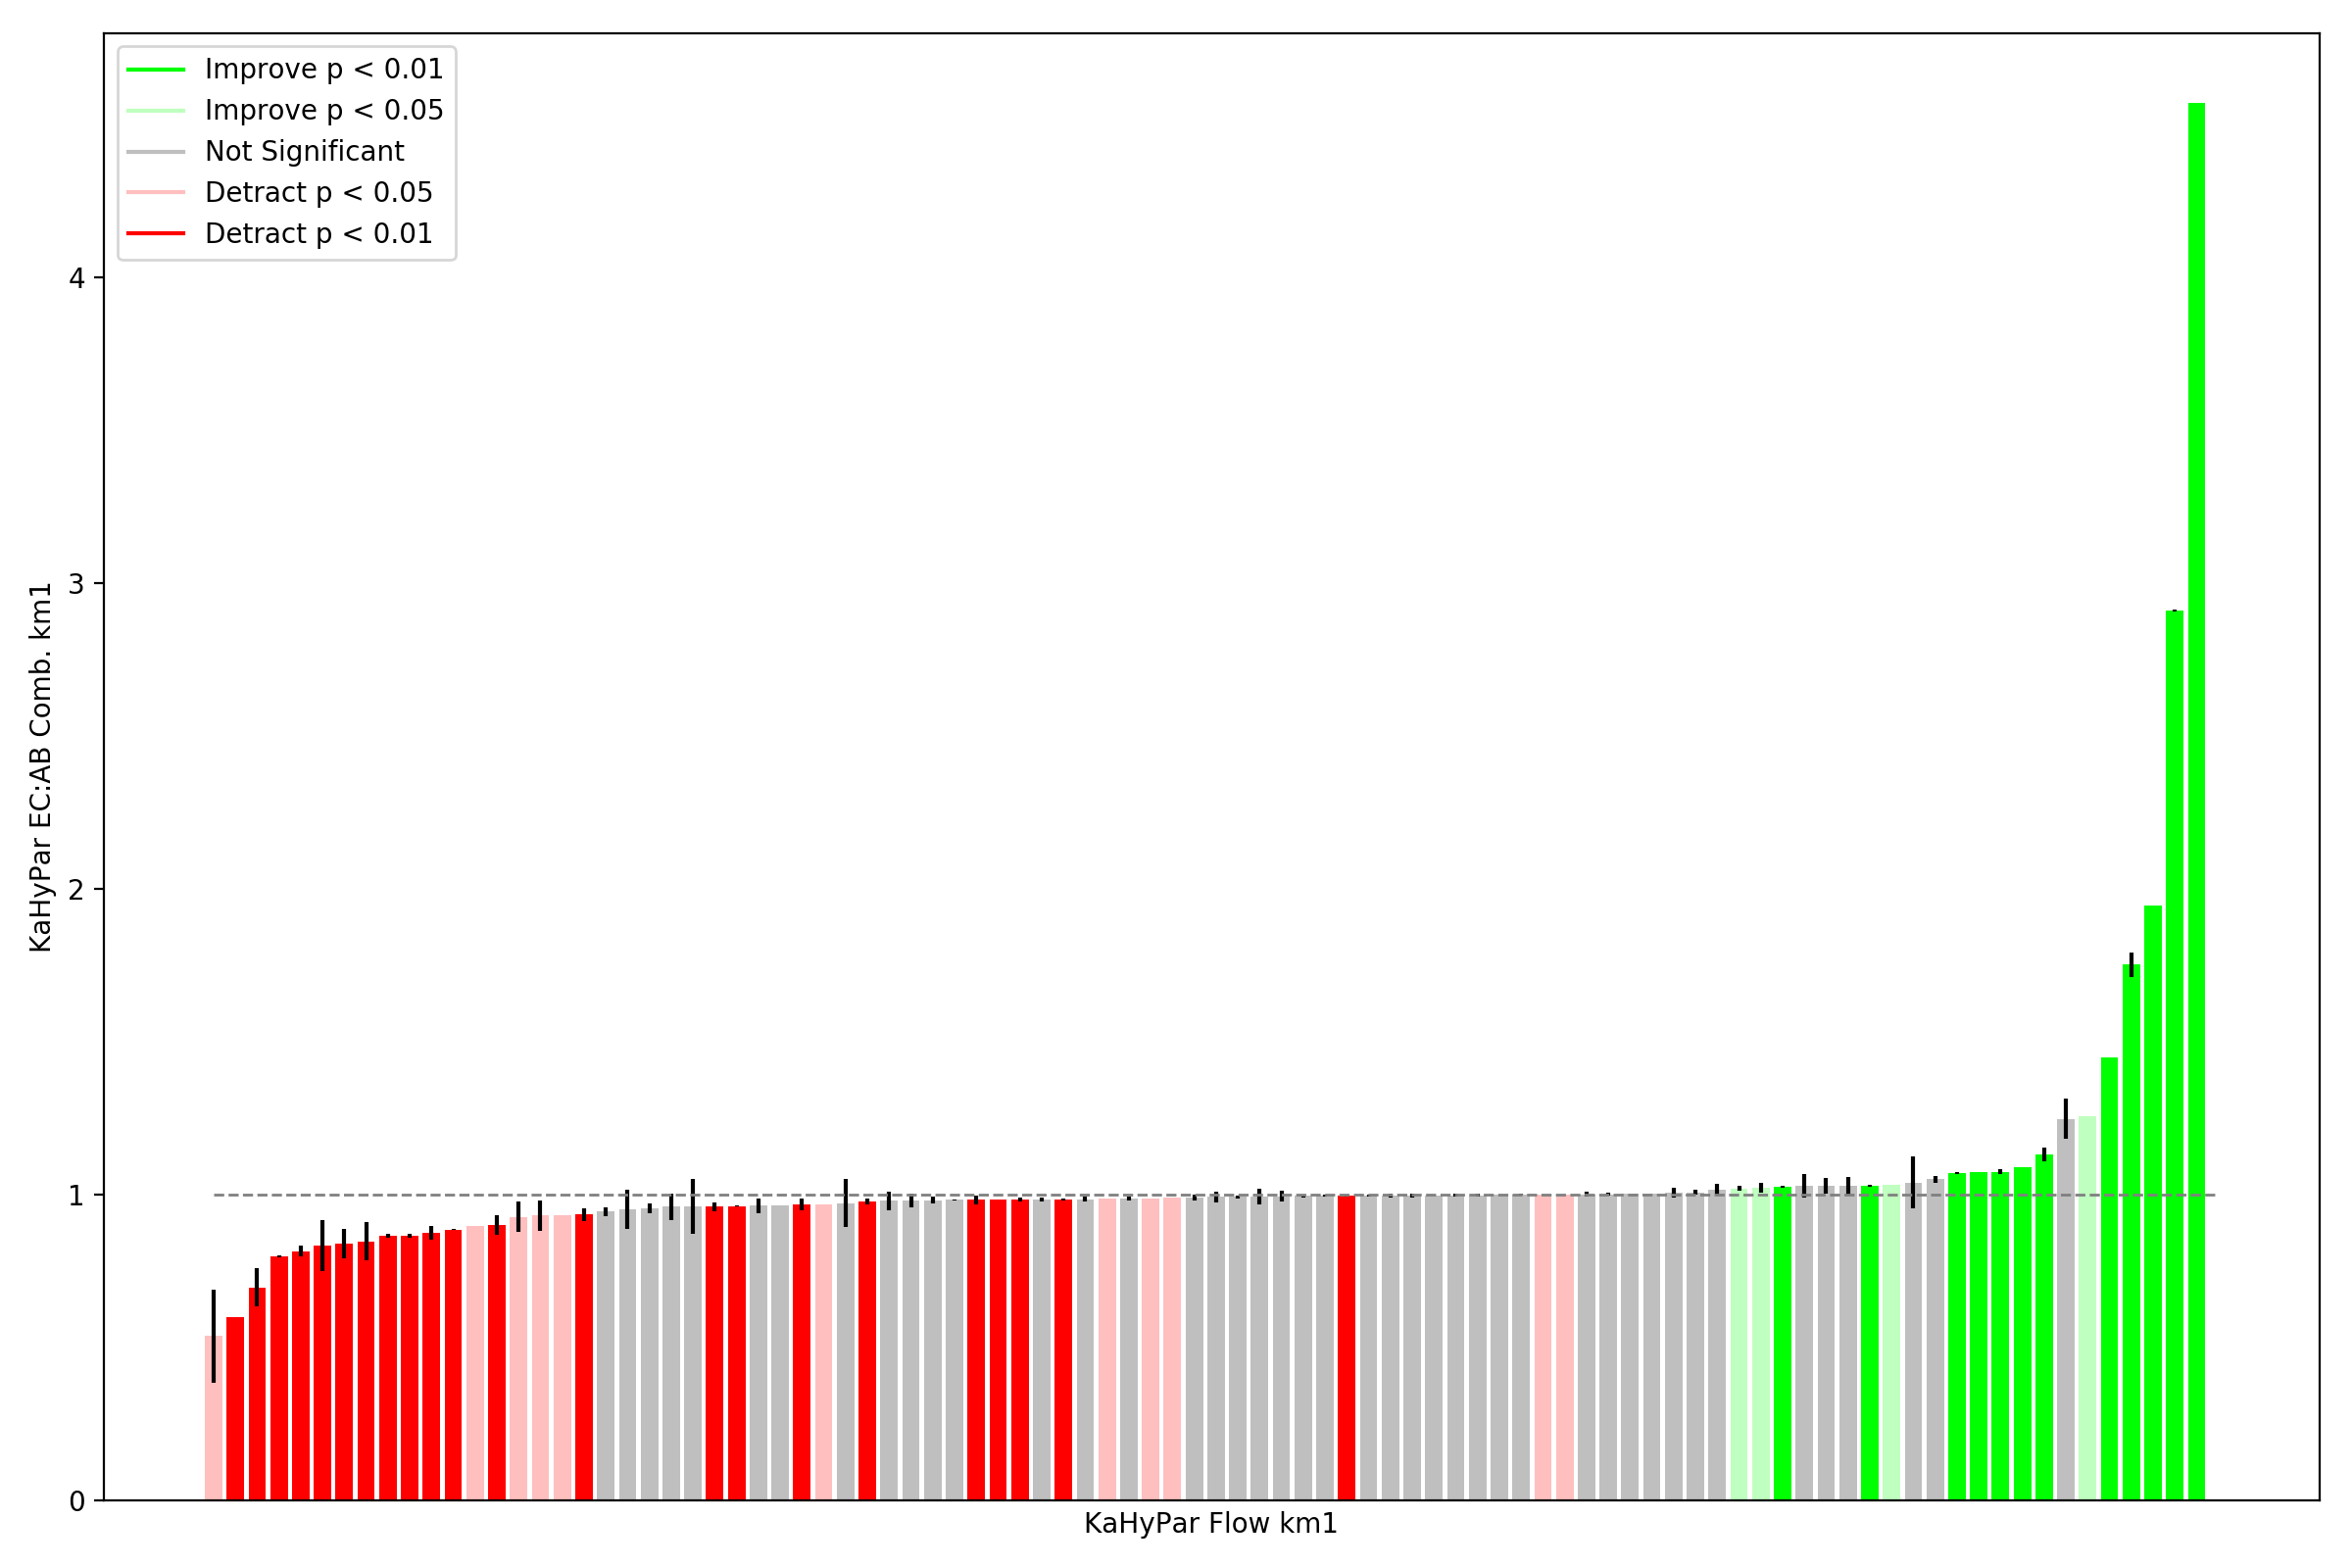 Improve p < 0.01
Improve p < 0.05
Not Significant
Detract p < 0.05
Detract p < 0.01
4
3
2
1
0
KaHyPar EC:AB Comb. km1
KaHyPar Flow km1